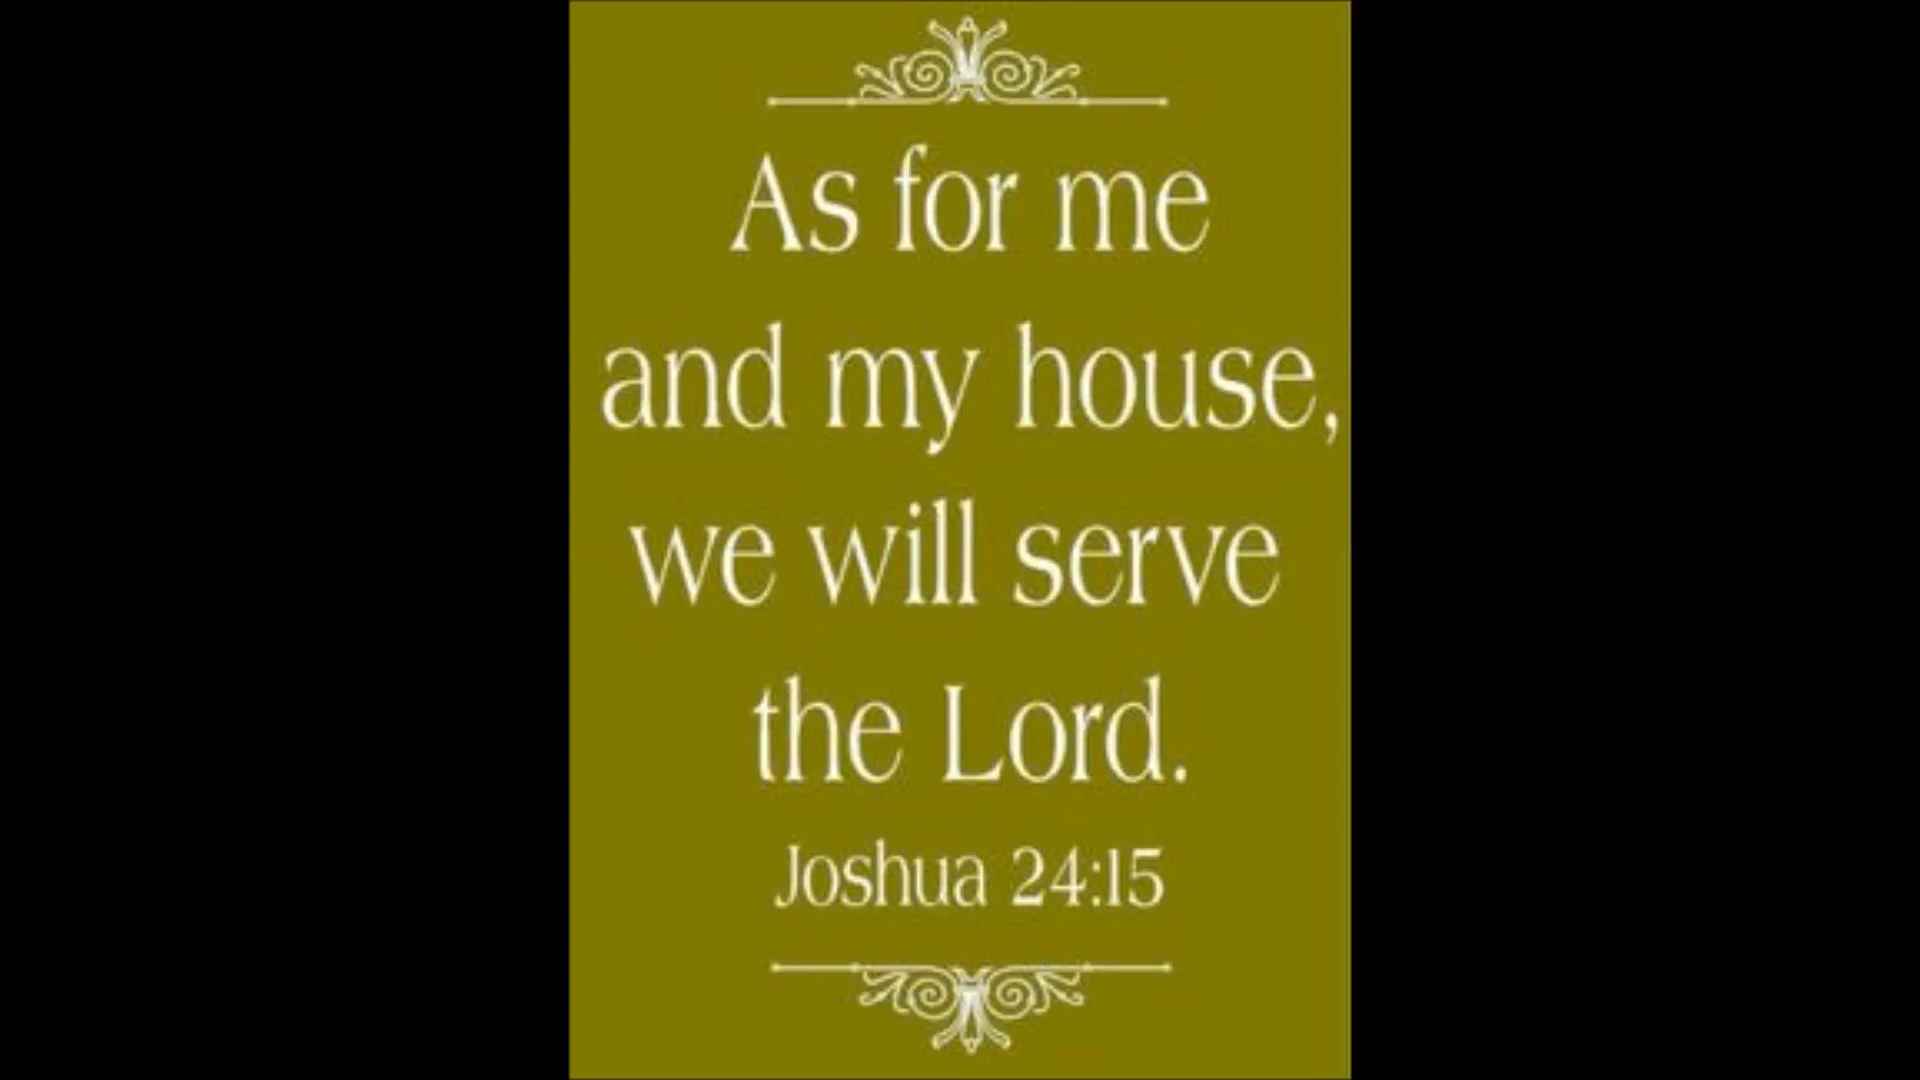 As for me
and my house,
we will serve
the Lord.
Joshua 24:15